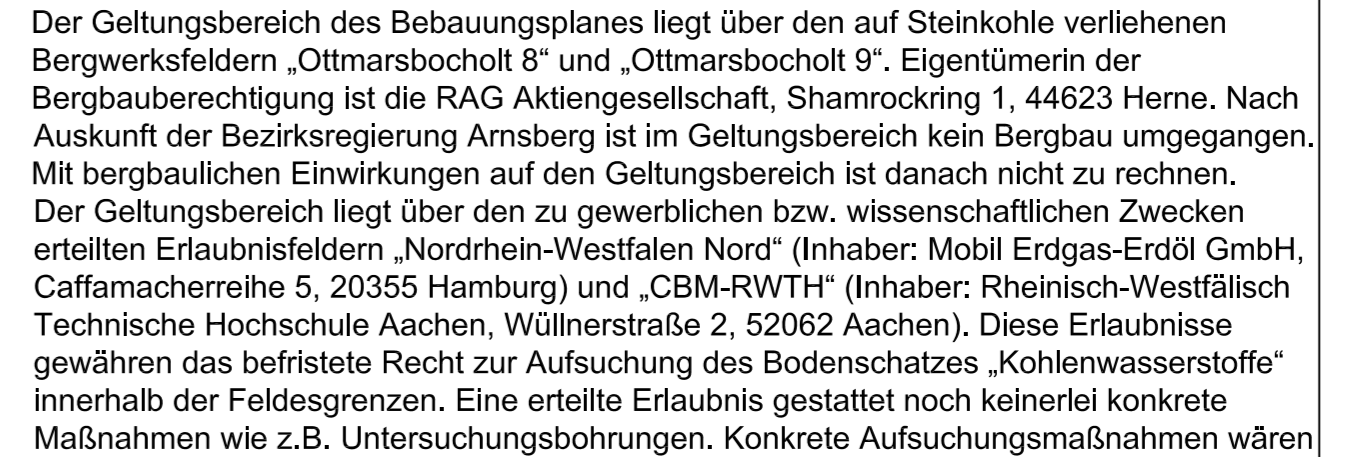 Der Geltungsbereich des Bebauungsplanes liegt über den auf Steinkohle verliehenen
Bergwerksfeldern „Ottmarsbocholt 8“ und „Ottmarsbocholt 9“. Eigentümerin der
Bergbauberechtigung ist die RAG Aktiengesellschaft, Shamrockring 1, 44623 Herne. Nach
Auskunft der Bezirksregierung Arnsberg ist im Geltungsbereich kein Bergbau umgegangen.
Mit bergbaulichen Einwirkungen auf den Geltungsbereich ist danach nicht zu rechnen.
Der Geltungsbereich liegt über den zu gewerblichen bzw. wissenschaftlichen Zwecken
erteilten Erlaubnisfeldern „Nordrhein-Westfalen Nord“ (Inhaber: Mobil Erdgas-Erdöl GmbH,
Caffamacherreihe 5, 20355 Hamburg) und „CBM-RWTH“ (Inhaber: Rheinisch-Westfälisch
Technische Hochschule Aachen, Wüllnerstraße 2, 52062 Aachen). Diese Erlaubnisse
gewähren das befristete Recht zur Aufsuchung des Bodenschatzes „Kohlenwasserstoffe“
innerhalb der Feldesgrenzen. Eine erteilte Erlaubnis gestattet noch keinerlei konkrete
Maßnahmen wie z.B. Untersuchungsbohrungen. Konkrete Aufsuchungsmaßnahmen wären